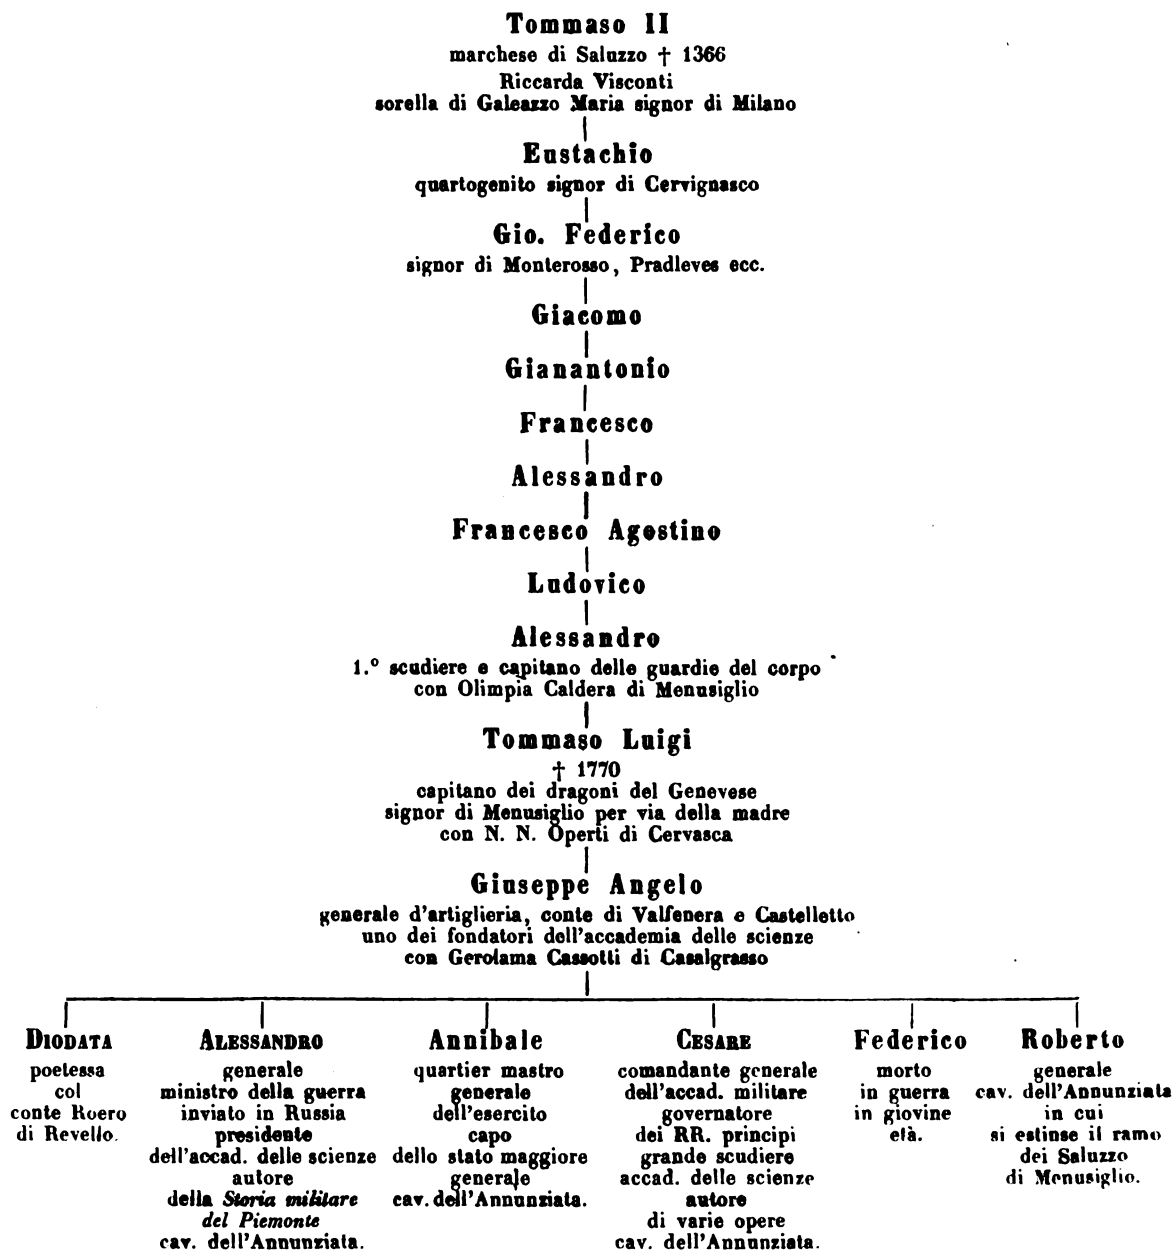 Tommaso II
marchese di Saluzzo † 1366
Riccarda Visconti
sorella di Galeazzo Maria signor di Milano
Eustachio
quartogenito signor di Cervignasco
Gio. Federico
signor di Monterosso, Pradleves ecc.
Giacomo
Gianantonio
Francesco
Alessandro
Francesco Agostino
Ludovico
Alessandro
1.º scudiere e capitano delle guardie del corpo
con Olimpia Caldera di Menusiglio
Tommaso Luigi
† 1770
capitano dei dragoni del Genevese
signor di Menusiglio per via della madre
con N. N. Operti di Cervasca
Giuseppe Angelo
generale d'artiglieria, conte di Valfenera e Castelletto
uno dei fondatori dell'accademia delle scienze
con Gerolama Cassotti di Casalgrasso
DIODATA
poetessa
col
conte Roero
di Revello.
ALESSANDRO
generale
ministro della guerra
inviato in Russia
presidente
dell'accad. delle scienze
autore
della Storia militare
del Piemonte
cav. dell'Annunziata.
Annibale
quartier mastro
generale
dell'esercito
capo
dello stato maggiore
generale
cav. dell'Annunziata.
CESARE
comandante generale
dell'accad. militare
governatore
dei RR. principi
grande scudiere
accad. delle scienze
autore
di varie opere
cav. dell'Annunziata.
Federico
morto
in guerra
in giovine
età.
Roberto
generale
cav. dell'Annunziata
in cui
si estinse il ramo
dei Saluzzo
di Menusiglio.